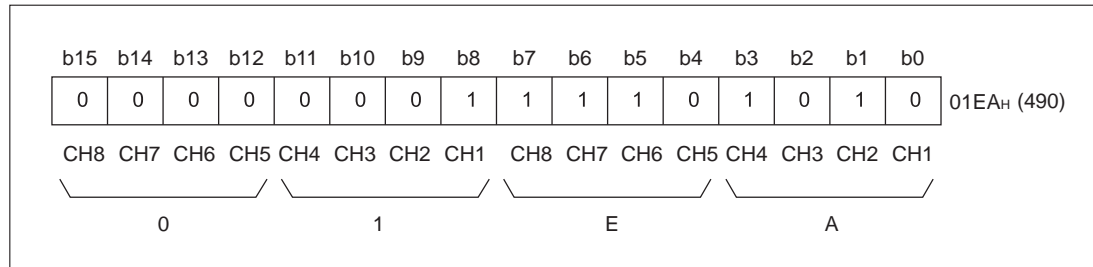 b15 b14 b13 b12 b11 b10 b9 b8 b7 b6 b5 b4 b3 b2 b1 b0
0 0 0 0 0 0 0 1 1 1 1 0 1 0 1 0 01EAH (490)
CH8 CH7 CH6 CH5 CH4 CH3 CH2 CH1 CH8 CH7 CH6 CH5 CH4 CH3 CH2 CH1
0 1 E A